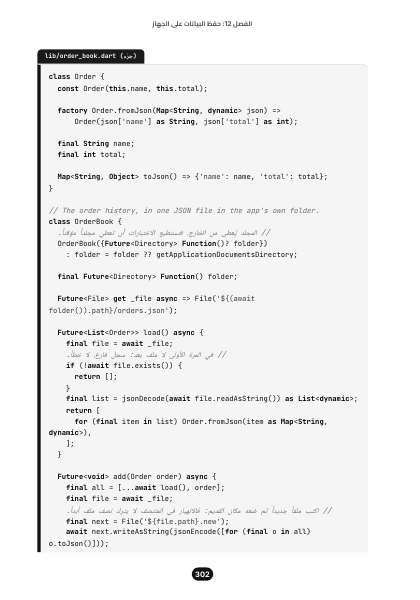 الفصل 12: حفظ البيانات على الجهاز
lib/order_book.dart (جزء)
class Order {
const Order(this.name, this.total);
factory Order.fromJson(Map<String, dynamic> json) =>
Order(json['name'] as String, json['total'] as int);
final String name;
final int total;
Map<String, Object> toJson() => {'name': name, 'total': total};
}
// The order history, in one JSON file in the app's own folder.
class OrderBook {
// المجلد يُعطى من الخارج، فتستطيع الاختبارات أن تعطي مجلداً مؤقتاً.
OrderBook({Future<Directory> Function()? folder})
: folder = folder ?? getApplicationDocumentsDirectory;
final Future<Directory> Function() folder;
Future<File> get _file async => File('${(await
folder()).path}/orders.json');
Future<List<Order>> load() async {
final file = await _file;
// في المرة الأولى لا ملف بعد: سجل فارغ، لا خطأ.
if (!await file.exists()) {
return [];
}
final list = jsonDecode(await file.readAsString()) as List<dynamic>;
return [
for (final item in list) Order.fromJson(item as Map<String,
dynamic>),
];
}
Future<void> add(Order order) async {
final all = [...await load(), order];
final file = await _file;
// اكتب ملفاً جديداً ثم ضعه مكان القديم: فالانهيار في المنتصف لا يترك نصف ملف أبداً.
final next = File('${file.path}.new');
await next.writeAsString(jsonEncode([for (final o in all)
o.toJson()]));
302